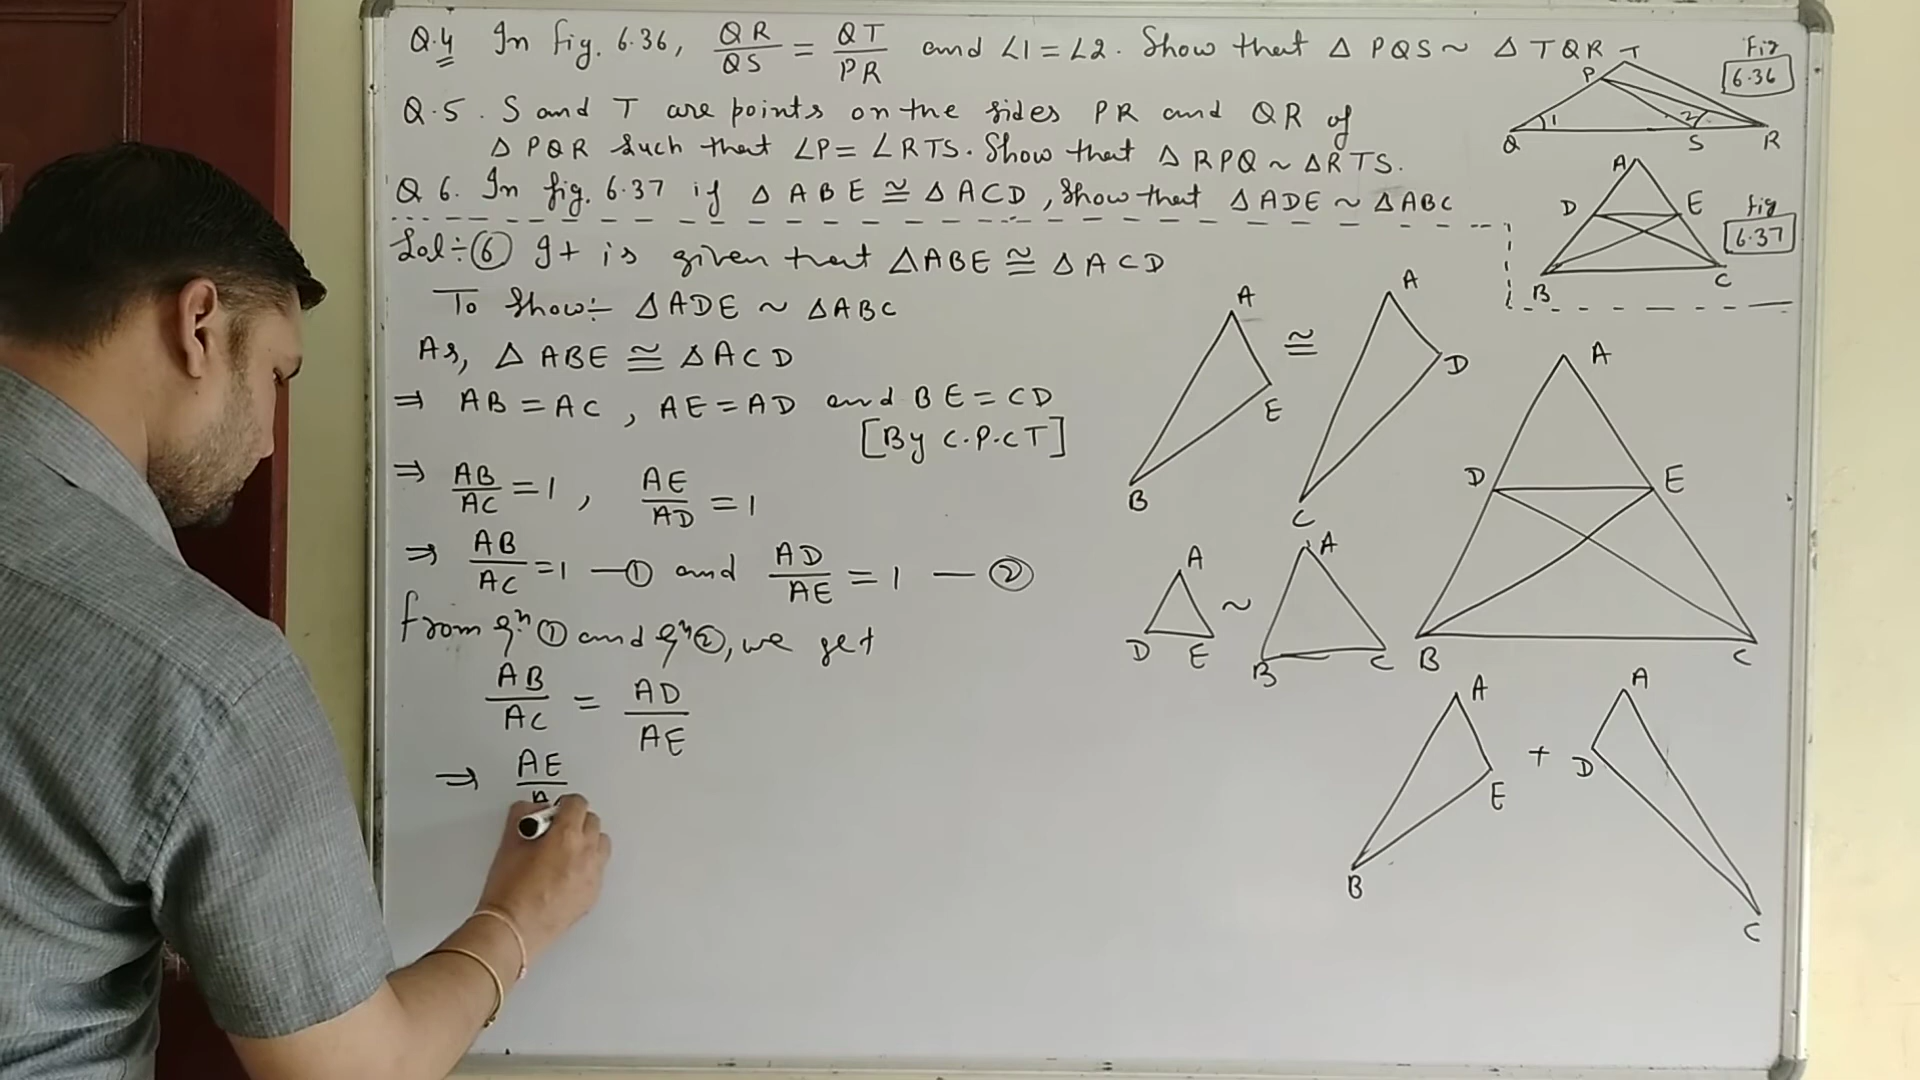 Q.4 In fig. 6.36, QR/QS = QT/PR and ∠1 = ∠2. Show that △ PQS ~ △ TQR
Q.5. S and T are points on the sides PR and QR of
△ PQR such that ∠P = ∠RTS. Show that △ RPQ ~ △RTS.
Q 6. In fig. 6.37 if △ ABE ≅ △ ACD, show that △ADE ~ △ABC
Fig 6.36
T
P
1
2
Q
S
R
Fig 6.37
A
D
E
B
C
Sol÷ ⑥ It is given that △ABE ≅ △ACD
To show÷ △ADE ~ △ABC
As, △ ABE ≅ △ACD
⇒ AB = AC, AE = AD and BE = CD
[By C.P.CT]
⇒ AB/AC = 1, AE/AD = 1
⇒ AB/AC = 1 —① and AD/AE = 1 — ②
from qⁿ ① and qⁿ ②, we get
AB/AC = AD/AE
⇒ AE
A
≅
A
B
E
D
C
A
D
E
B
C
A
~
A
D
E
B
C
A
+
A
E
D
B
C